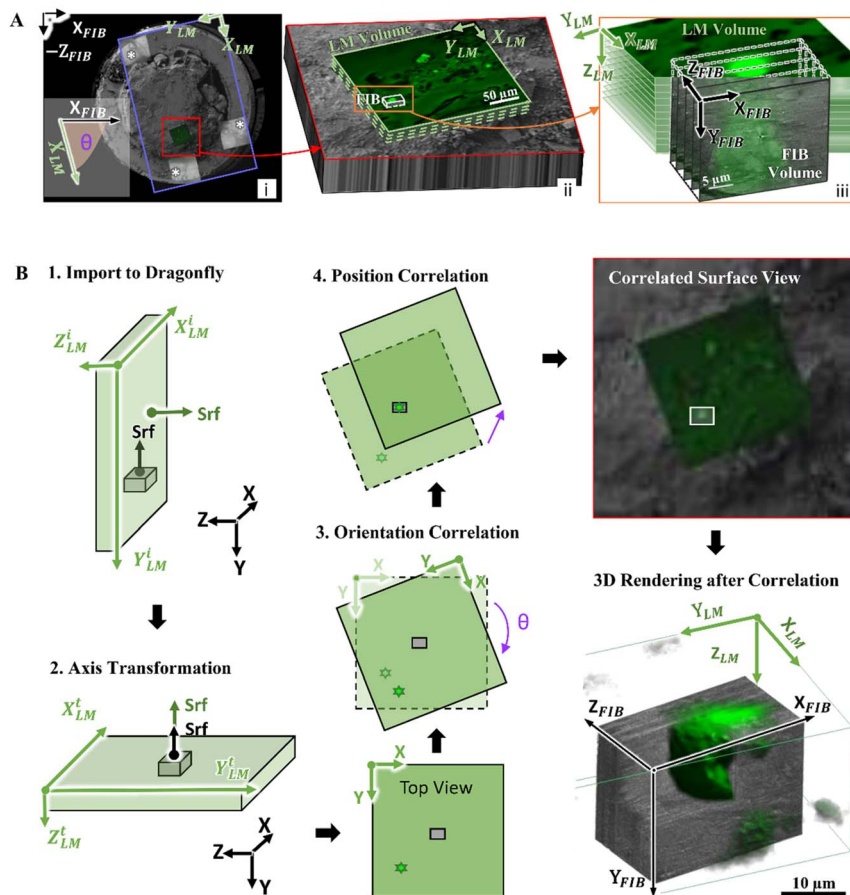 A
X_FIB
−Z_FIB
X_FIB
X_LM
θ
Y_LM
X_LM
*
*
*
i
LM Volume
Y_LM
X_LM
FIB
50 µm
ii
Y_LM
X_LM
Z_LM
LM Volume
Z_FIB
X_FIB
Y_FIB
FIB
Volume
5 µm
iii
B
1. Import to Dragonfly
X^i_LM
Z^i_LM
Srf
Srf
Y^i_LM
X
Z
Y
2. Axis Transformation
Srf
Srf
X^t_LM
Y^t_LM
Z^t_LM
X
Z
Y
X
Y
Top View
3. Orientation Correlation
X
Y
Y
X
θ
4. Position Correlation
Correlated Surface View
3D Rendering after Correlation
Y_LM
X_LM
Z_LM
Z_FIB
X_FIB
Y_FIB
10 µm